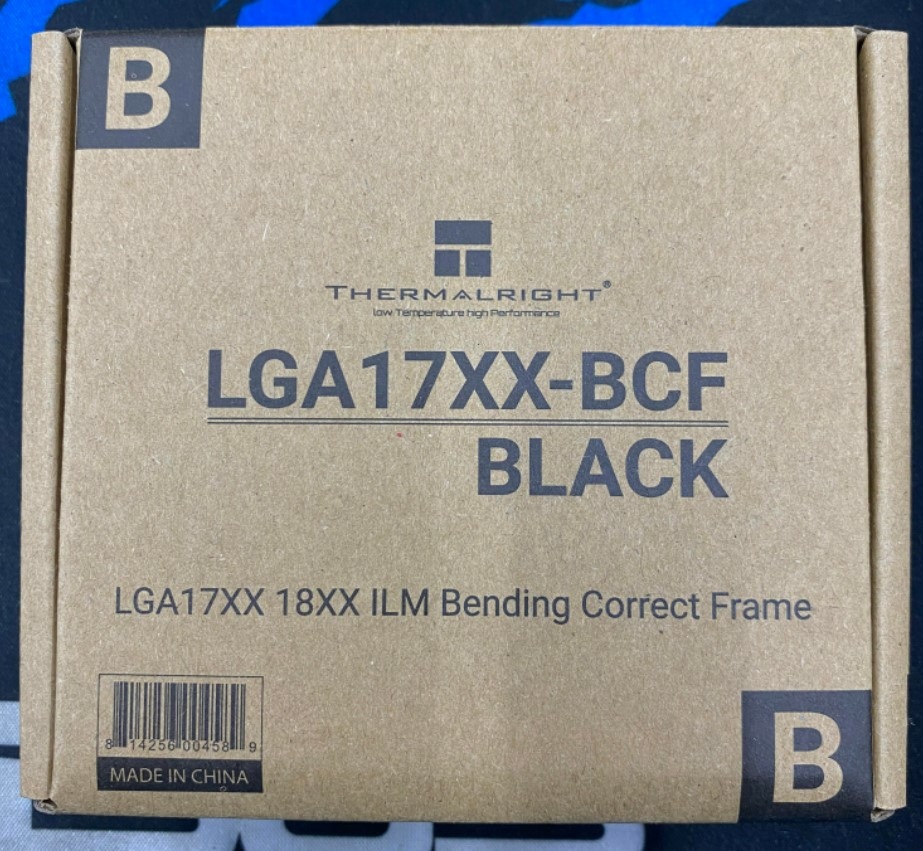 B
THERMALRIGHT®
low Temperature high Performance
LGA17XX-BCF
BLACK
LGA17XX 18XX ILM Bending Correct Frame
8 14256 00458 9
MADE IN CHINA
B